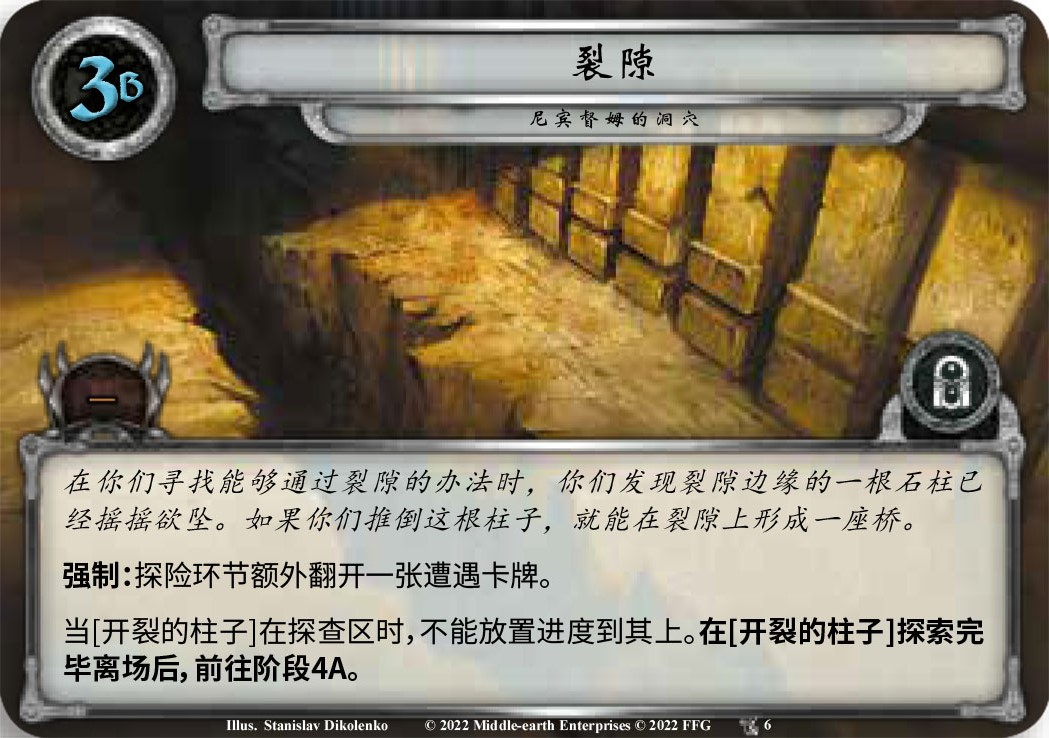 3B
裂隙
尼宾督姆的洞穴
–
在你们寻找能够通过裂隙的办法时，你们发现裂隙边缘的一根石柱已
经摇摇欲坠。如果你们推倒这根柱子，就能在裂隙上形成一座桥。
强制：探险环节额外翻开一张遭遇卡牌。
当[开裂的柱子]在探查区时，不能放置进度到其上。在[开裂的柱子]探索完
毕离场后，前往阶段4A。
Illus. Stanislav Dikolenko © 2022 Middle-earth Enterprises © 2022 FFG 6